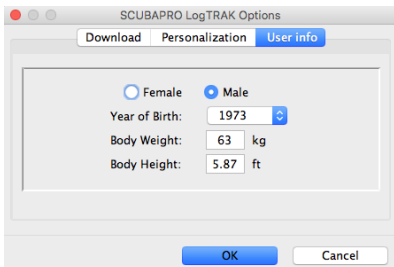 SCUBAPRO LogTRAK Options
Download Personalization User info
Female Male
Year of Birth: 1973
Body Weight: 63 kg
Body Height: 5.87 ft
OK Cancel